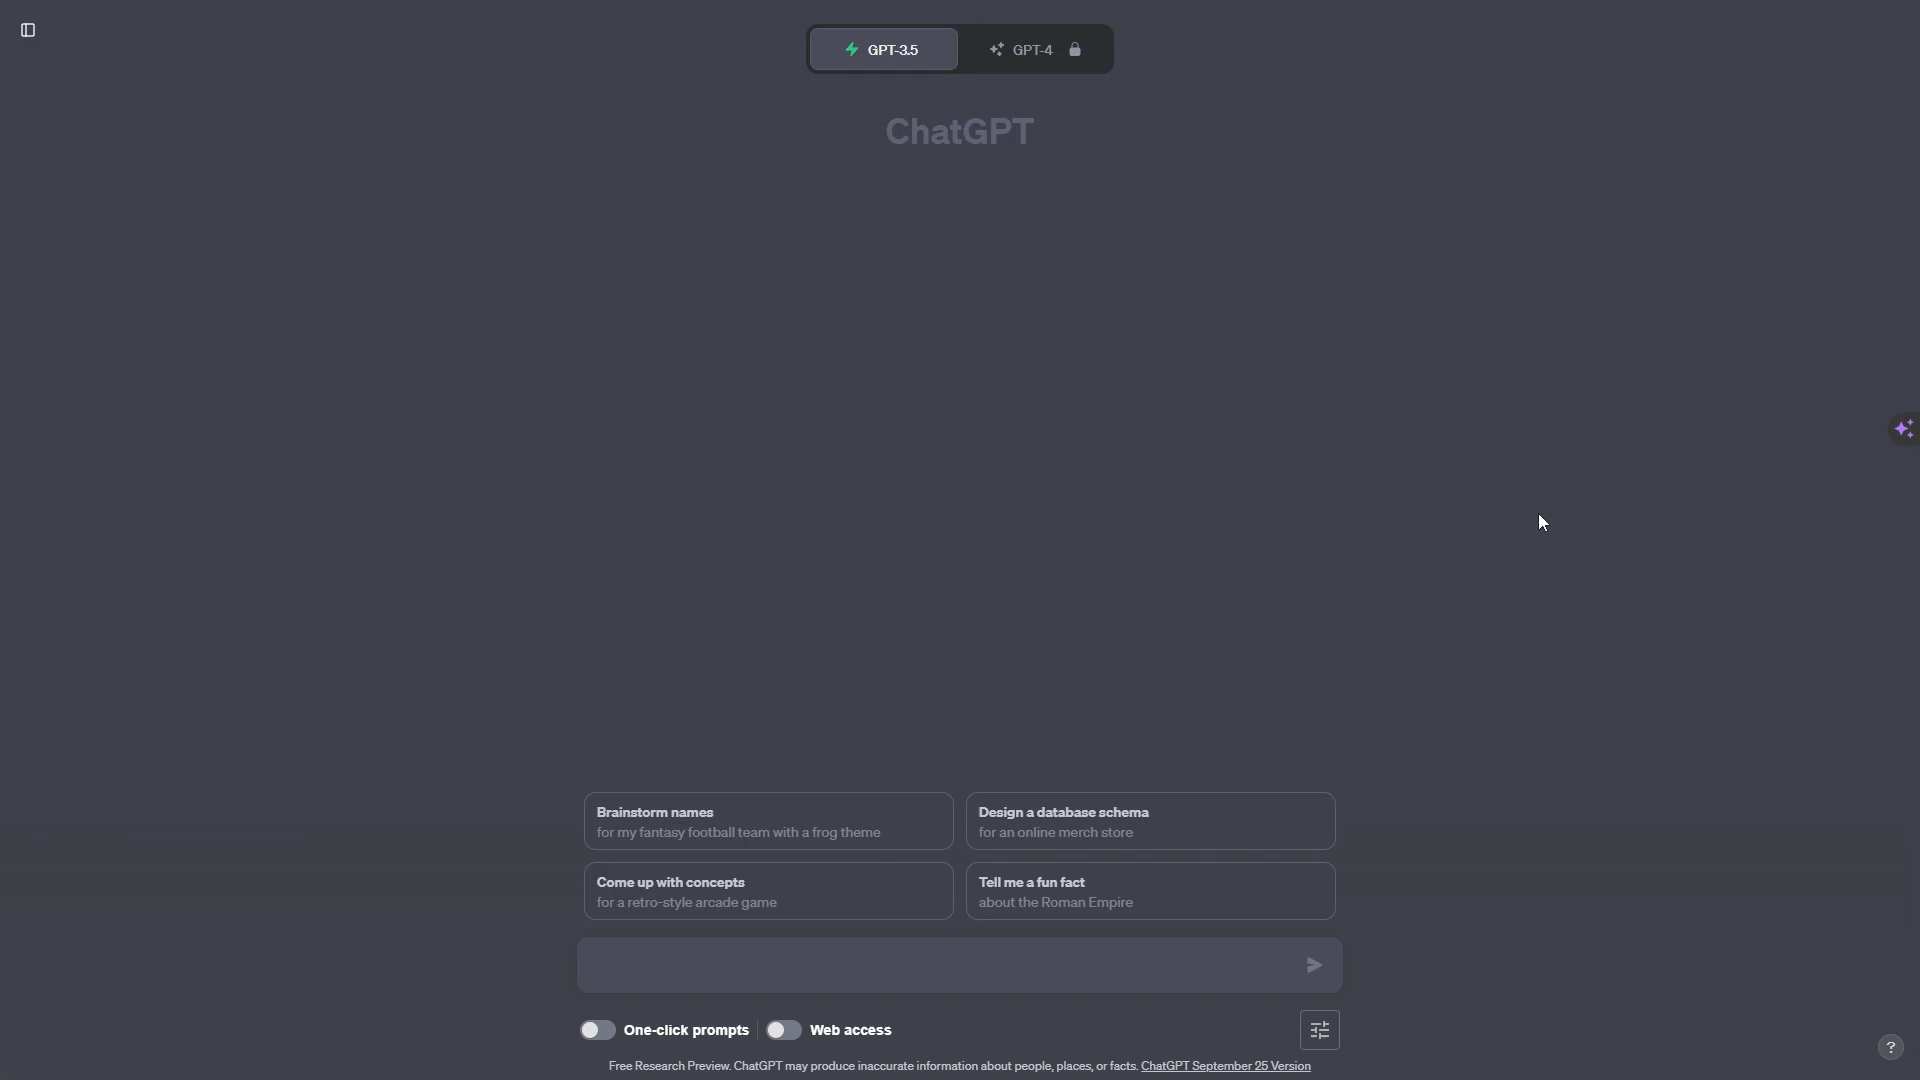 GPT-3.5
GPT-4
ChatGPT
Brainstorm names
for my fantasy football team with a frog theme
Design a database schema
for an online merch store
Come up with concepts
for a retro-style arcade game
Tell me a fun fact
about the Roman Empire
One-click prompts
Web access
Free Research Preview. ChatGPT may produce inaccurate information about people, places, or facts. ChatGPT September 25 Version
?